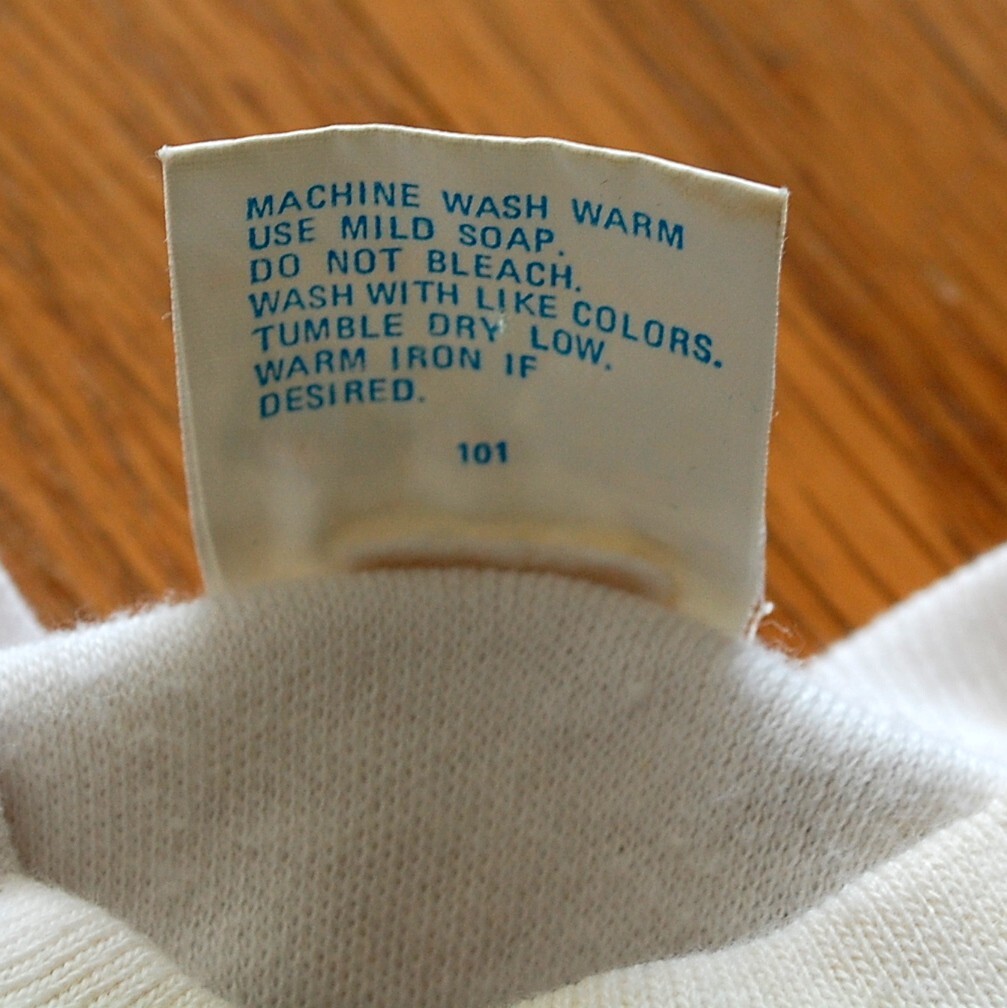 MACHINE WASH WARM
USE MILD SOAP.
DO NOT BLEACH.
WASH WITH LIKE COLORS.
TUMBLE DRY LOW.
WARM IRON IF
DESIRED.
101